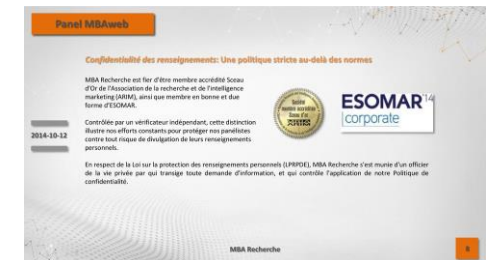 Panel MBAweb
Confidentialité des renseignements: Une politique stricte au-delà des normes
MBA Recherche est fier d'être membre accrédité Sceau
d'Or de l'Association de la recherche et de l'intelligence
marketing (ARIM), ainsi que membre en bonne et due
forme d'ESOMAR.
Contrôlée par un vérificateur indépendant, cette distinction
illustre nos efforts constants pour protéger nos panélistes
contre tout risque de divulgation de leurs renseignements
personnels.
ESOMAR'14
corporate
2014-10-12
En respect de la Loi sur la protection des renseignements personnels (LPRPDE), MBA Recherche s'est munie d'un officier
de la vie privée par qui transige toute demande d'information, et qui contrôle l'application de notre Politique de
confidentialité.
MBA Recherche